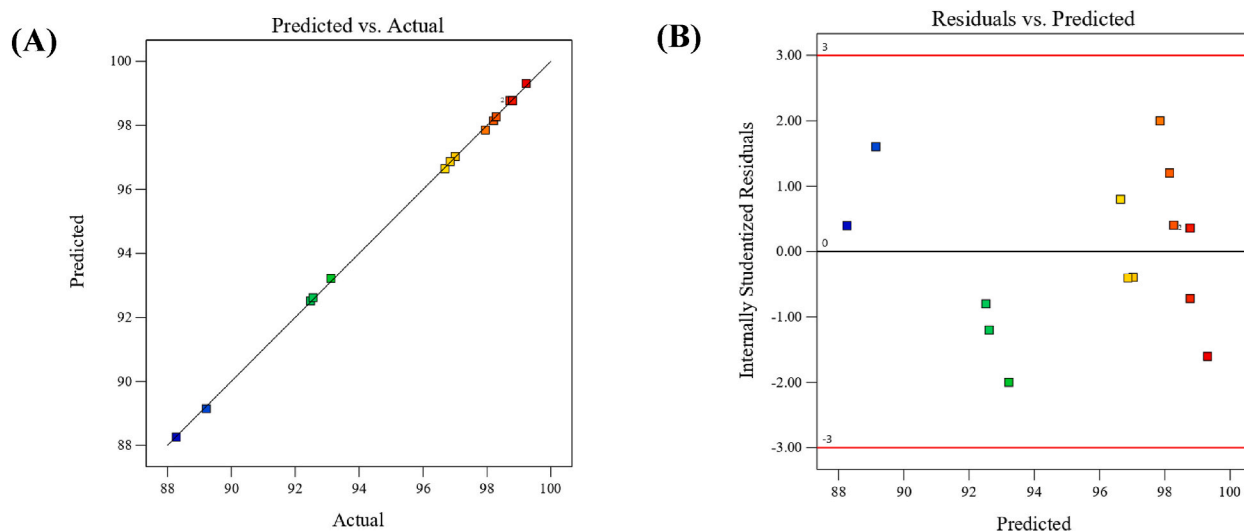 (A)
Predicted vs. Actual
Predicted
100
98
96
94
92
90
88
2
88 90 92 94 96 98 100
Actual
(B)
Residuals vs. Predicted
Internally Studentized Residuals
3.00
2.00
1.00
0.00
-1.00
-2.00
-3.00
3
0
2
-3
88 90 92 94 96 98 100
Predicted